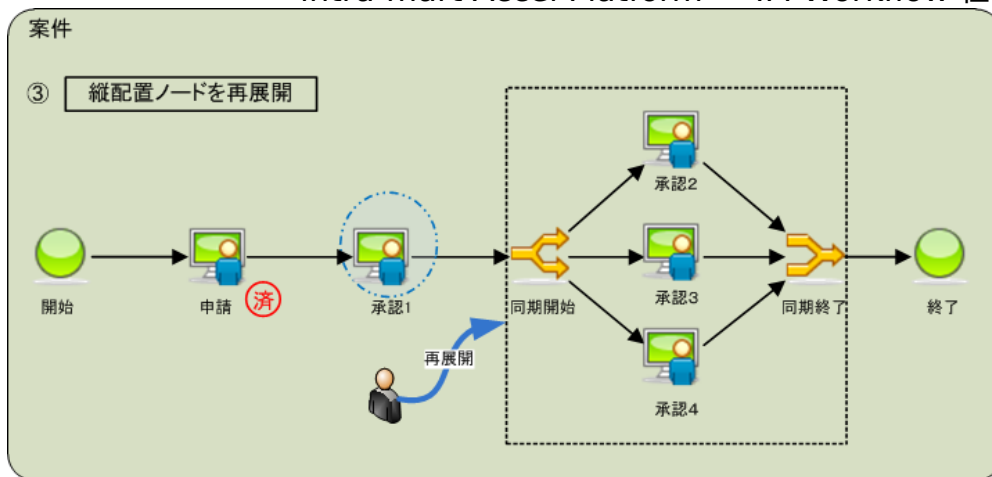 案件
③ 縦配置ノードを再展開
承認2
開始
申請
済
承認1
同期開始
承認3
同期終了
終了
再展開
承認4